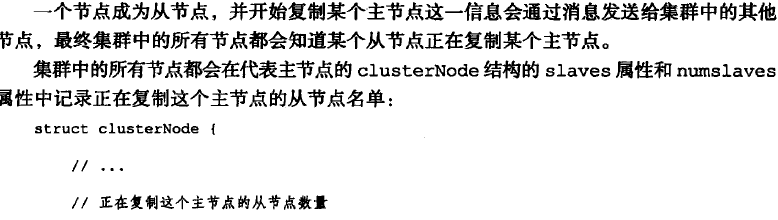 一个节点成为从节点，并开始复制某个主节点这一信息会通过消息发送给集群中的其他
节点，最终集群中的所有节点都会知道某个从节点正在复制某个主节点。
集群中的所有节点都会在代表主节点的 clusterNode 结构的 slaves 属性和 numslaves
属性中记录正在复制这个主节点的从节点名单：
struct clusterNode {
// ...
// 正在复制这个主节点的从节点数量